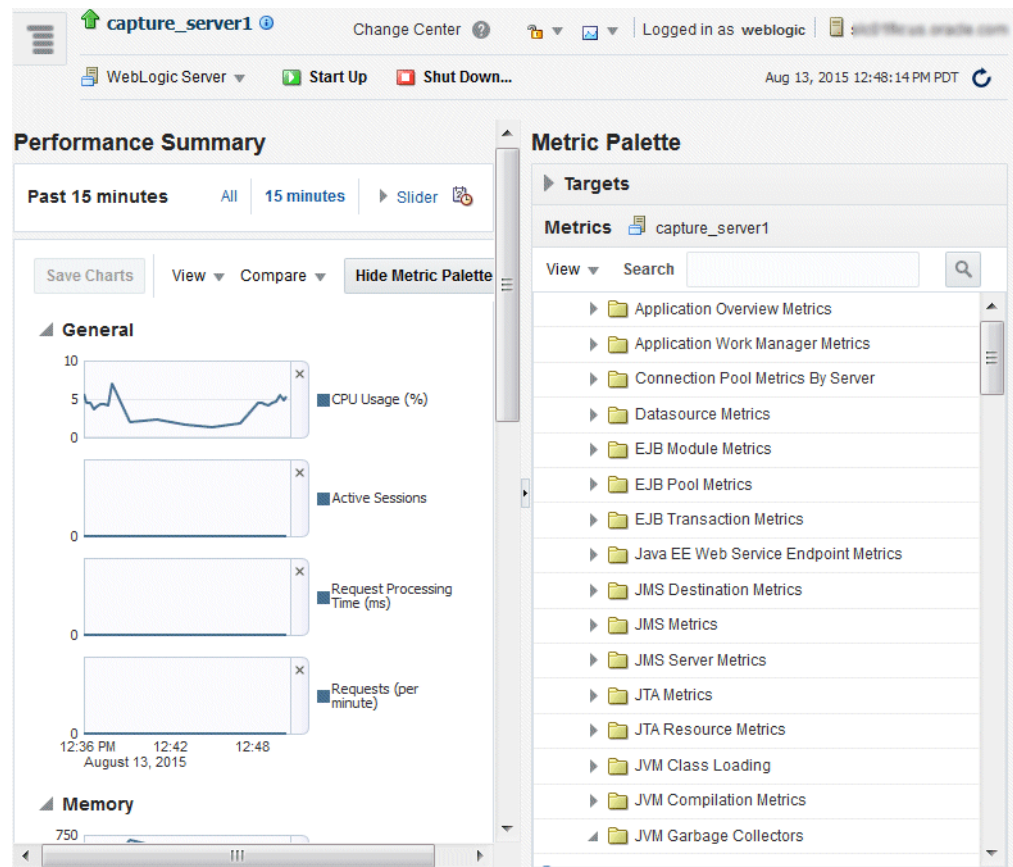 capture_server1
Change Center
Logged in as weblogic
WebLogic Server
Start Up
Shut Down...
Aug 13, 2015 12:48:14 PM PDT
Performance Summary
Past 15 minutes
All
15 minutes
Slider
Save Charts
View
Compare
Hide Metric Palette
General
10
5
0
CPU Usage (%)
0
Active Sessions
0
Request Processing
Time (ms)
0
Requests (per
minute)
12:36 PM 12:42 12:48
August 13, 2015
Memory
750
Metric Palette
Targets
Metrics capture_server1
View
Search
Application Overview Metrics
Application Work Manager Metrics
Connection Pool Metrics By Server
Datasource Metrics
EJB Module Metrics
EJB Pool Metrics
EJB Transaction Metrics
Java EE Web Service Endpoint Metrics
JMS Destination Metrics
JMS Metrics
JMS Server Metrics
JTA Metrics
JTA Resource Metrics
JVM Class Loading
JVM Compilation Metrics
JVM Garbage Collectors